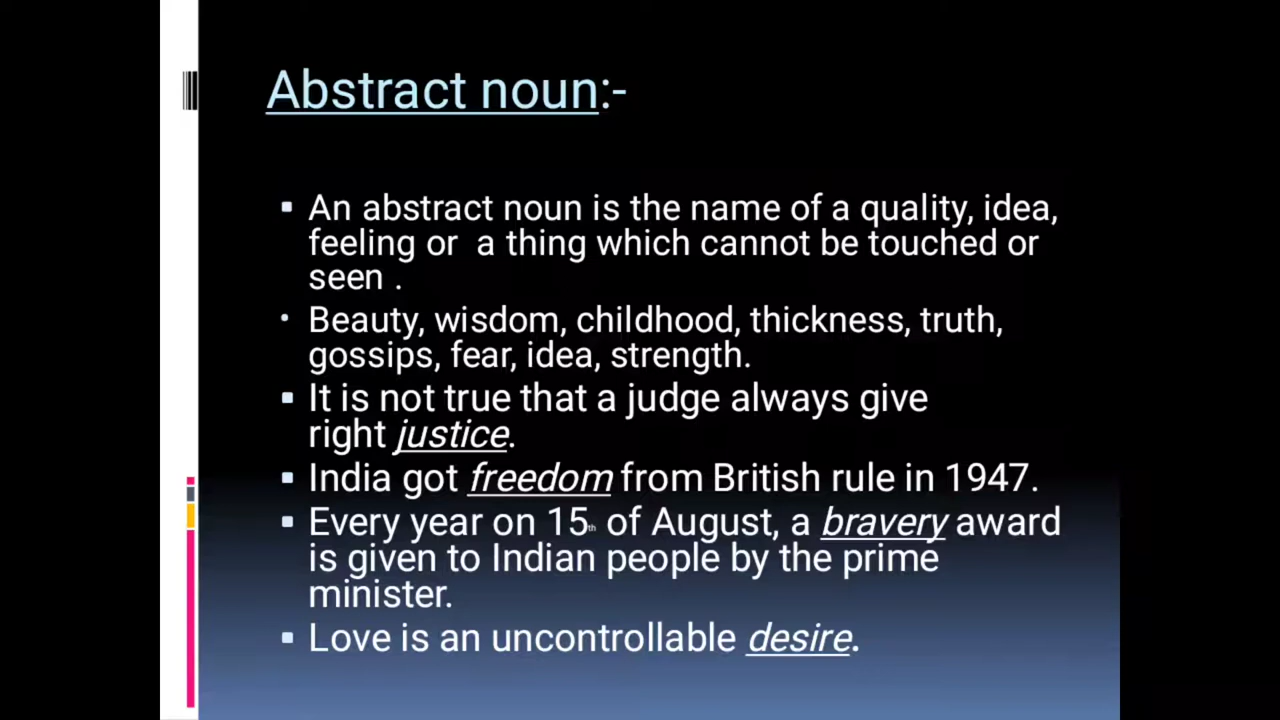 Abstract noun:-
▪ An abstract noun is the name of a quality, idea,
feeling or a thing which cannot be touched or
seen .
• Beauty, wisdom, childhood, thickness, truth,
gossips, fear, idea, strength.
▪ It is not true that a judge always give
right justice.
▪ India got freedom from British rule in 1947.
▪ Every year on 15th of August, a bravery award
is given to Indian people by the prime
minister.
▪ Love is an uncontrollable desire.